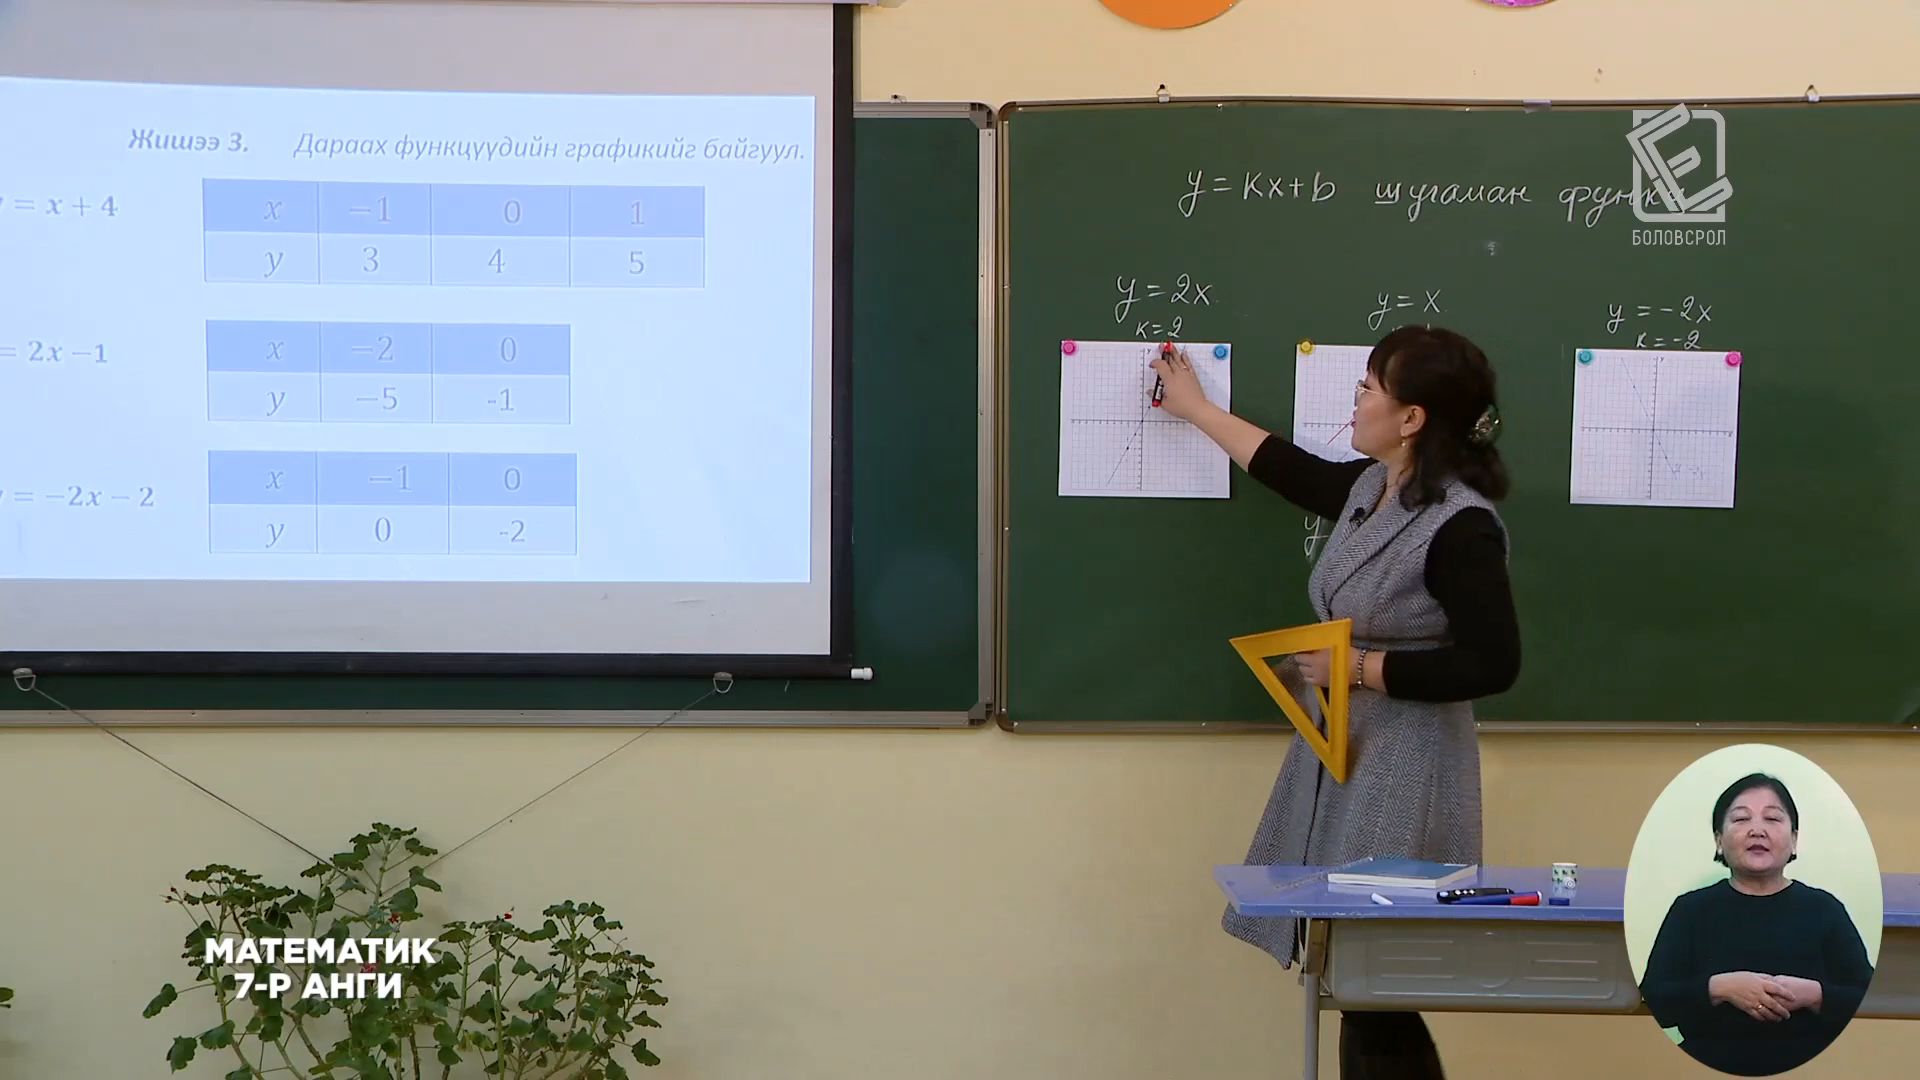 Жишээ 3. Дараах функцүүдийн графикийг байгуул.
= x + 4
x −1 0 1
y 3 4 5
= 2x −1
x −2 0
y −5 -1
= −2x − 2
x −1 0
y 0 -2
y = kx + b шугаман функц
БОЛОВСРОЛ
y = 2x
k = 2
y = x
y = -2x
k = -2
y
МАТЕМАТИК
7-Р АНГИ